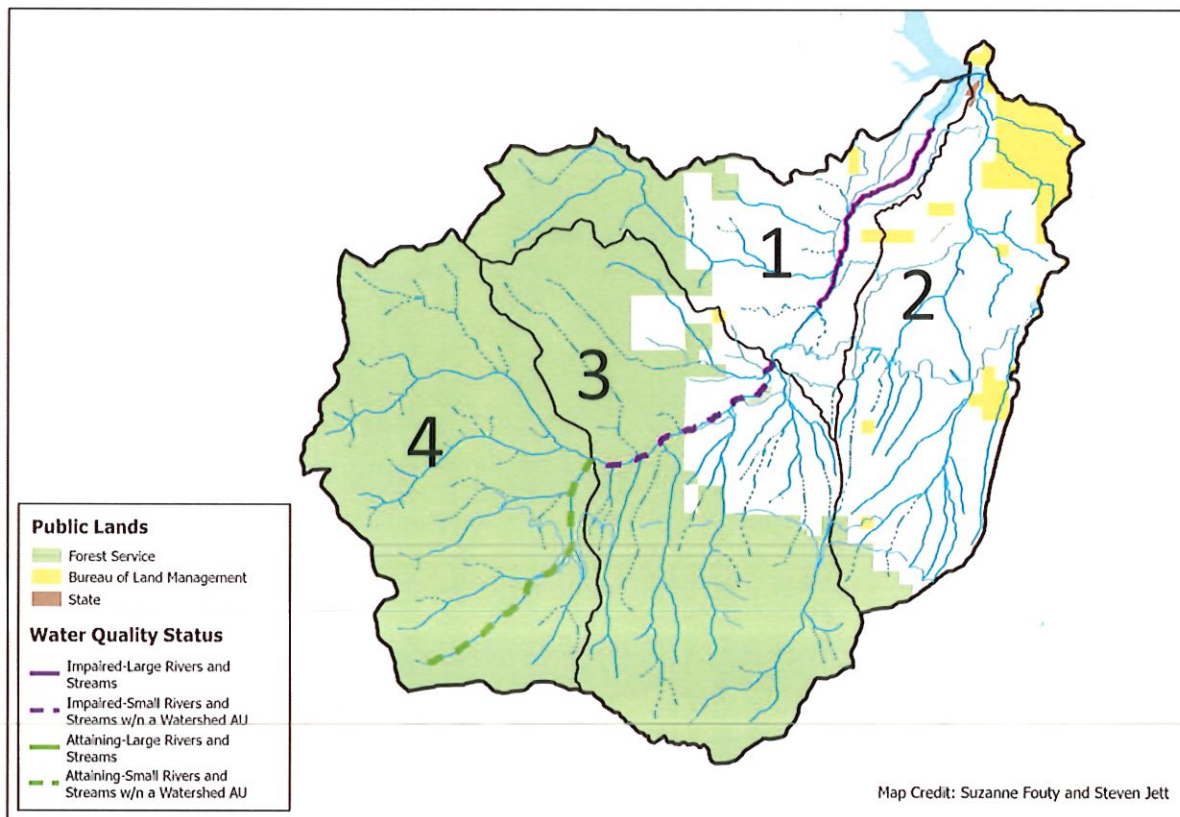 1
2
3
4
Public Lands
Forest Service
Bureau of Land Management
State
Water Quality Status
Impaired-Large Rivers and
Streams
Impaired-Small Rivers and
Streams w/n a Watershed AU
Attaining-Large Rivers and
Streams
Attaining-Small Rivers and
Streams w/n a Watershed AU
Map Credit: Suzanne Fouty and Steven Jett